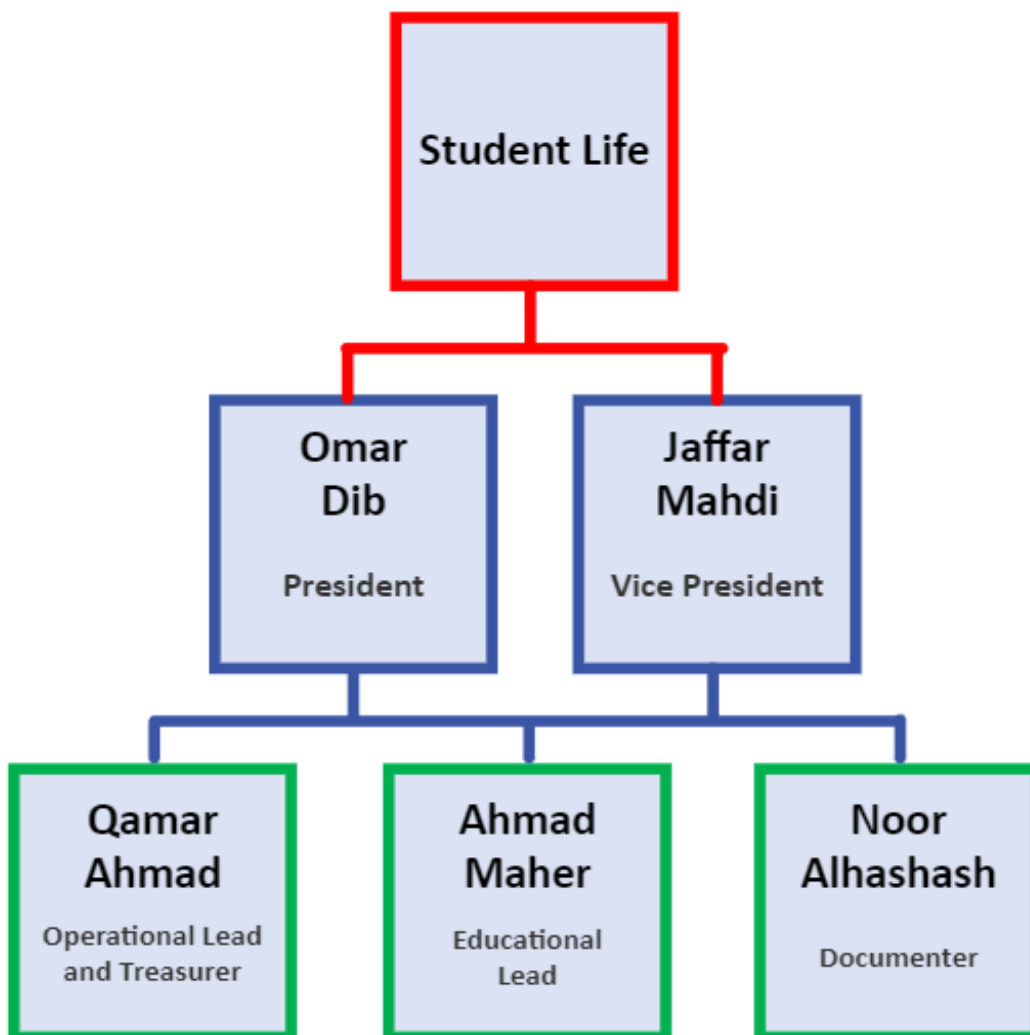 Student Life
Omar
Dib
President
Jaffar
Mahdi
Vice President
Qamar
Ahmad
Operational Lead
and Treasurer
Ahmad
Maher
Educational
Lead
Noor
Alhashash
Documenter